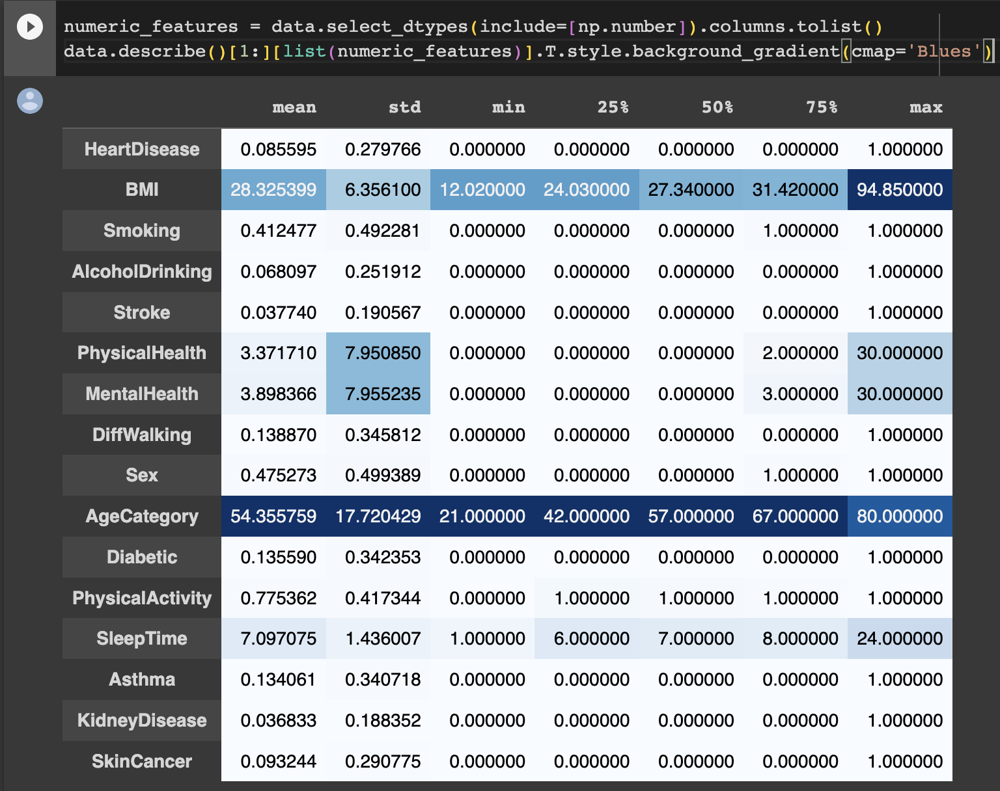 numeric_features = data.select_dtypes(include=[np.number]).columns.tolist()
data.describe()[1:][list(numeric_features)].T.style.background_gradient(cmap='Blues')
mean std min 25% 50% 75% max
HeartDisease 0.085595 0.279766 0.000000 0.000000 0.000000 0.000000 1.000000
BMI 28.325399 6.356100 12.020000 24.030000 27.340000 31.420000 94.850000
Smoking 0.412477 0.492281 0.000000 0.000000 0.000000 1.000000 1.000000
AlcoholDrinking 0.068097 0.251912 0.000000 0.000000 0.000000 0.000000 1.000000
Stroke 0.037740 0.190567 0.000000 0.000000 0.000000 0.000000 1.000000
PhysicalHealth 3.371710 7.950850 0.000000 0.000000 0.000000 2.000000 30.000000
MentalHealth 3.898366 7.955235 0.000000 0.000000 0.000000 3.000000 30.000000
DiffWalking 0.138870 0.345812 0.000000 0.000000 0.000000 0.000000 1.000000
Sex 0.475273 0.499389 0.000000 0.000000 0.000000 1.000000 1.000000
AgeCategory 54.355759 17.720429 21.000000 42.000000 57.000000 67.000000 80.000000
Diabetic 0.135590 0.342353 0.000000 0.000000 0.000000 0.000000 1.000000
PhysicalActivity 0.775362 0.417344 0.000000 1.000000 1.000000 1.000000 1.000000
SleepTime 7.097075 1.436007 1.000000 6.000000 7.000000 8.000000 24.000000
Asthma 0.134061 0.340718 0.000000 0.000000 0.000000 0.000000 1.000000
KidneyDisease 0.036833 0.188352 0.000000 0.000000 0.000000 0.000000 1.000000
SkinCancer 0.093244 0.290775 0.000000 0.000000 0.000000 0.000000 1.000000